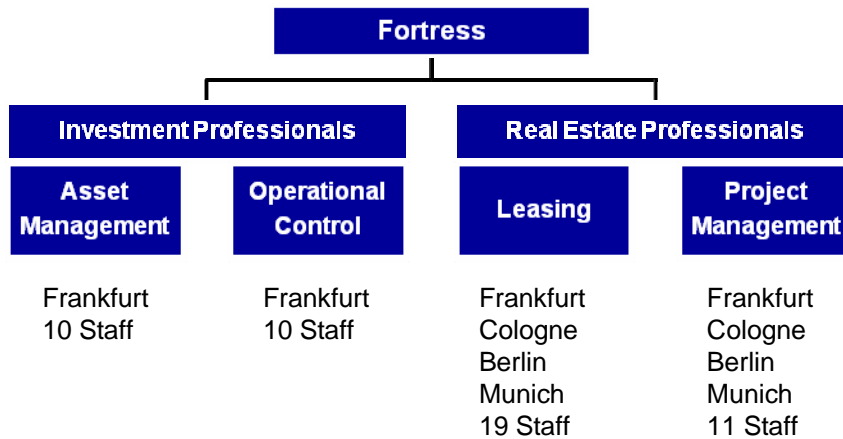 Fortress
Investment Professionals
Real Estate Professionals
Asset
Management
Operational
Control
Leasing
Project
Management
Frankfurt
10 Staff
Frankfurt
10 Staff
Frankfurt
Cologne
Berlin
Munich
19 Staff
Frankfurt
Cologne
Berlin
Munich
11 Staff